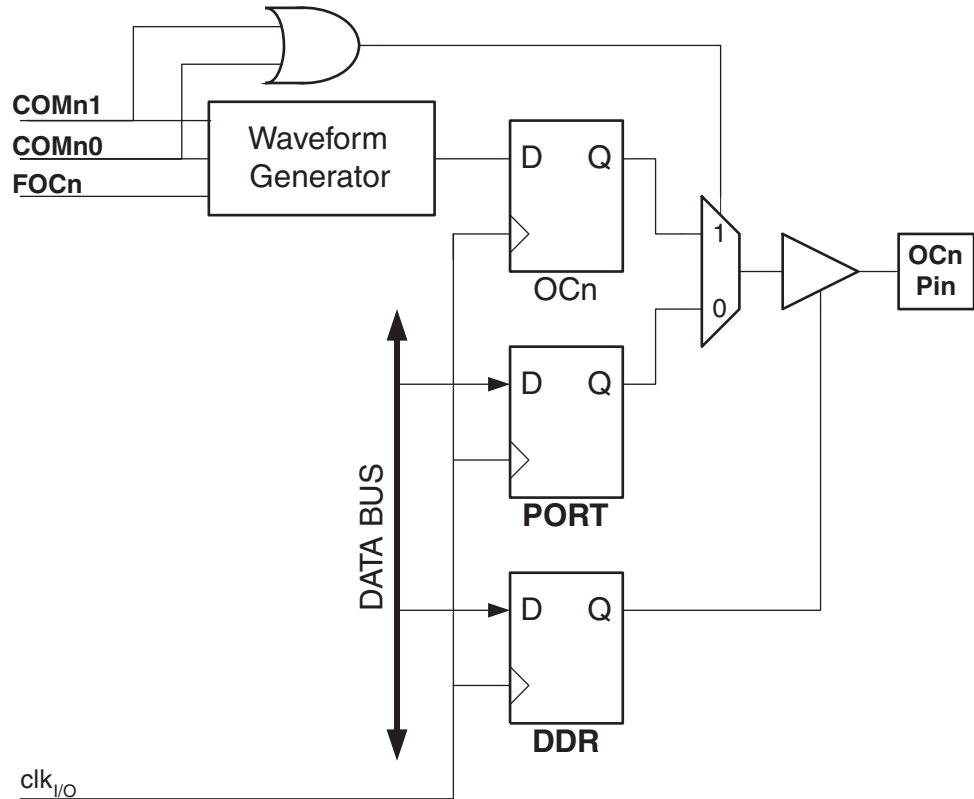 COMn1
COMn0
FOCn
Waveform
Generator
D Q
OCn
1
0
OCn
Pin
D Q
PORT
DATA BUS
D Q
DDR
clkI/O